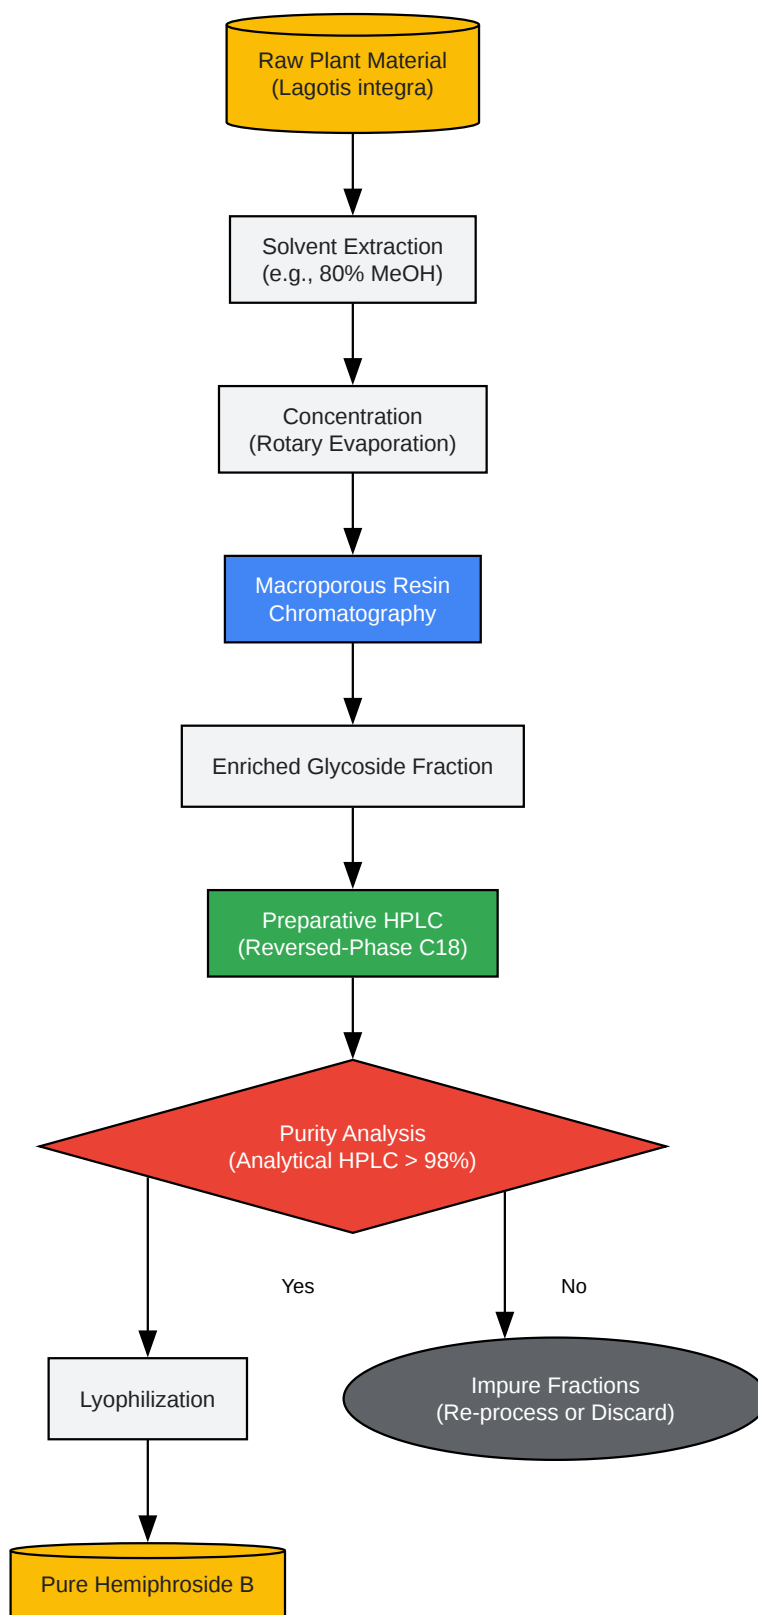 Raw Plant Material
(Lagotis integra)
Solvent Extraction
(e.g., 80% MeOH)
Concentration
(Rotary Evaporation)
Macroporous Resin
Chromatography
Enriched Glycoside Fraction
Preparative HPLC
(Reversed-Phase C18)
Purity Analysis
(Analytical HPLC > 98%)
Yes
No
Lyophilization
Impure Fractions
(Re-process or Discard)
Pure Hemiphroside B